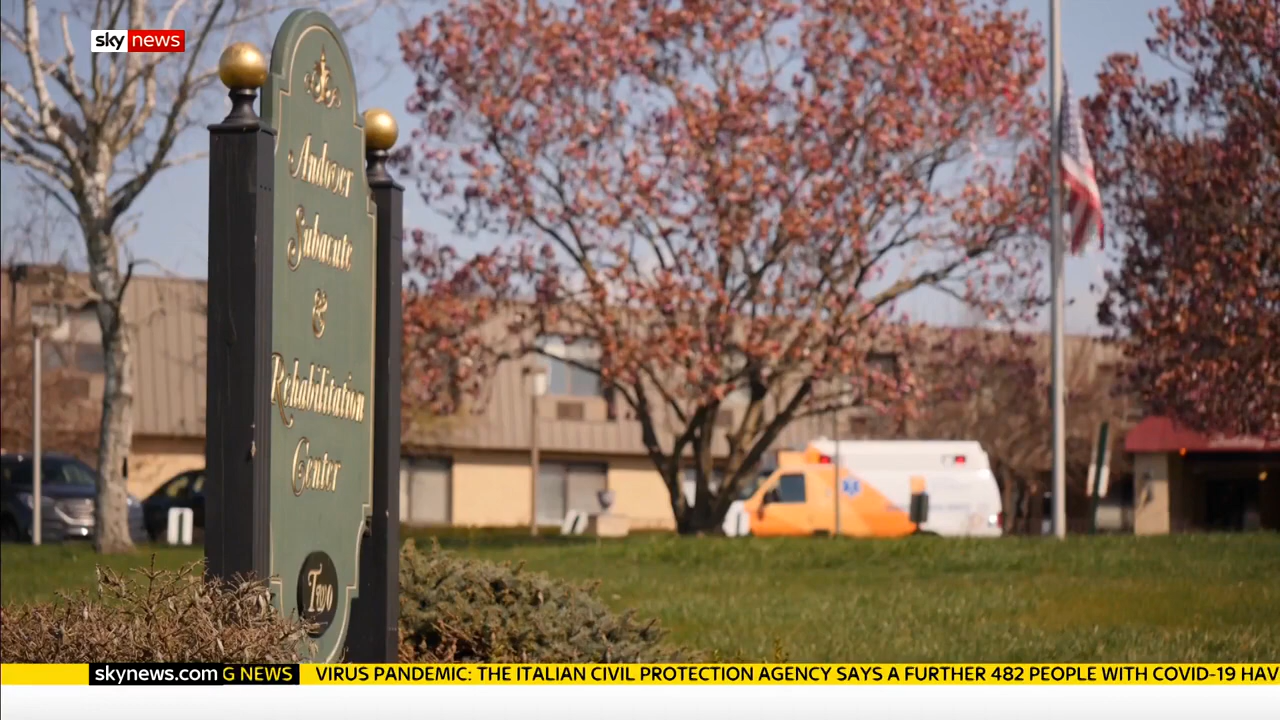 sky news
Andover
Subacute
&
Rehabilitation
Center
Two
skynews.com G NEWS VIRUS PANDEMIC: THE ITALIAN CIVIL PROTECTION AGENCY SAYS A FURTHER 482 PEOPLE WITH COVID-19 HAV